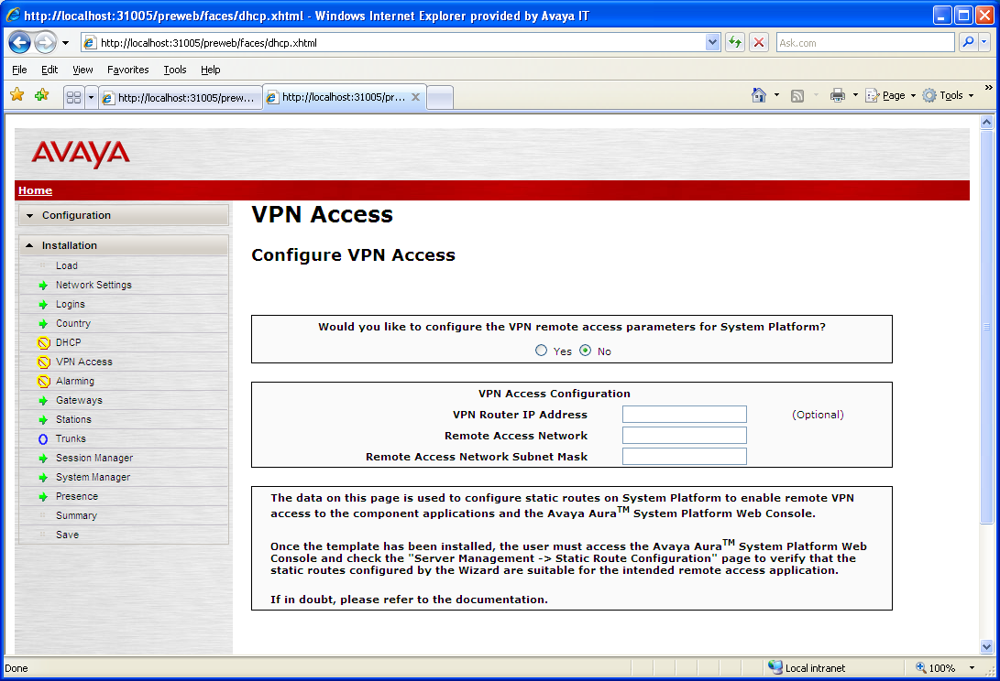 http://localhost:31005/preweb/faces/dhcp.xhtml - Windows Internet Explorer provided by Avaya IT
http://localhost:31005/preweb/faces/dhcp.xhtml
Ask.com
File Edit View Favorites Tools Help
http://localhost:31005/prew...
http://localhost:31005/pr...
Page
Tools
AVAYA
Home
Configuration
Installation
Load
Network Settings
Logins
Country
DHCP
VPN Access
Alarming
Gateways
Stations
Trunks
Session Manager
System Manager
Presence
Summary
Save
VPN Access
Configure VPN Access
Would you like to configure the VPN remote access parameters for System Platform?
Yes No
VPN Access Configuration
VPN Router IP Address (Optional)
Remote Access Network
Remote Access Network Subnet Mask
The data on this page is used to configure static routes on System Platform to enable remote VPN
access to the component applications and the Avaya Aura™ System Platform Web Console.
Once the template has been installed, the user must access the Avaya Aura™ System Platform Web
Console and check the "Server Management -> Static Route Configuration" page to verify that the
static routes configured by the Wizard are suitable for the intended remote access application.
If in doubt, please refer to the documentation.
Done
Local intranet
100%